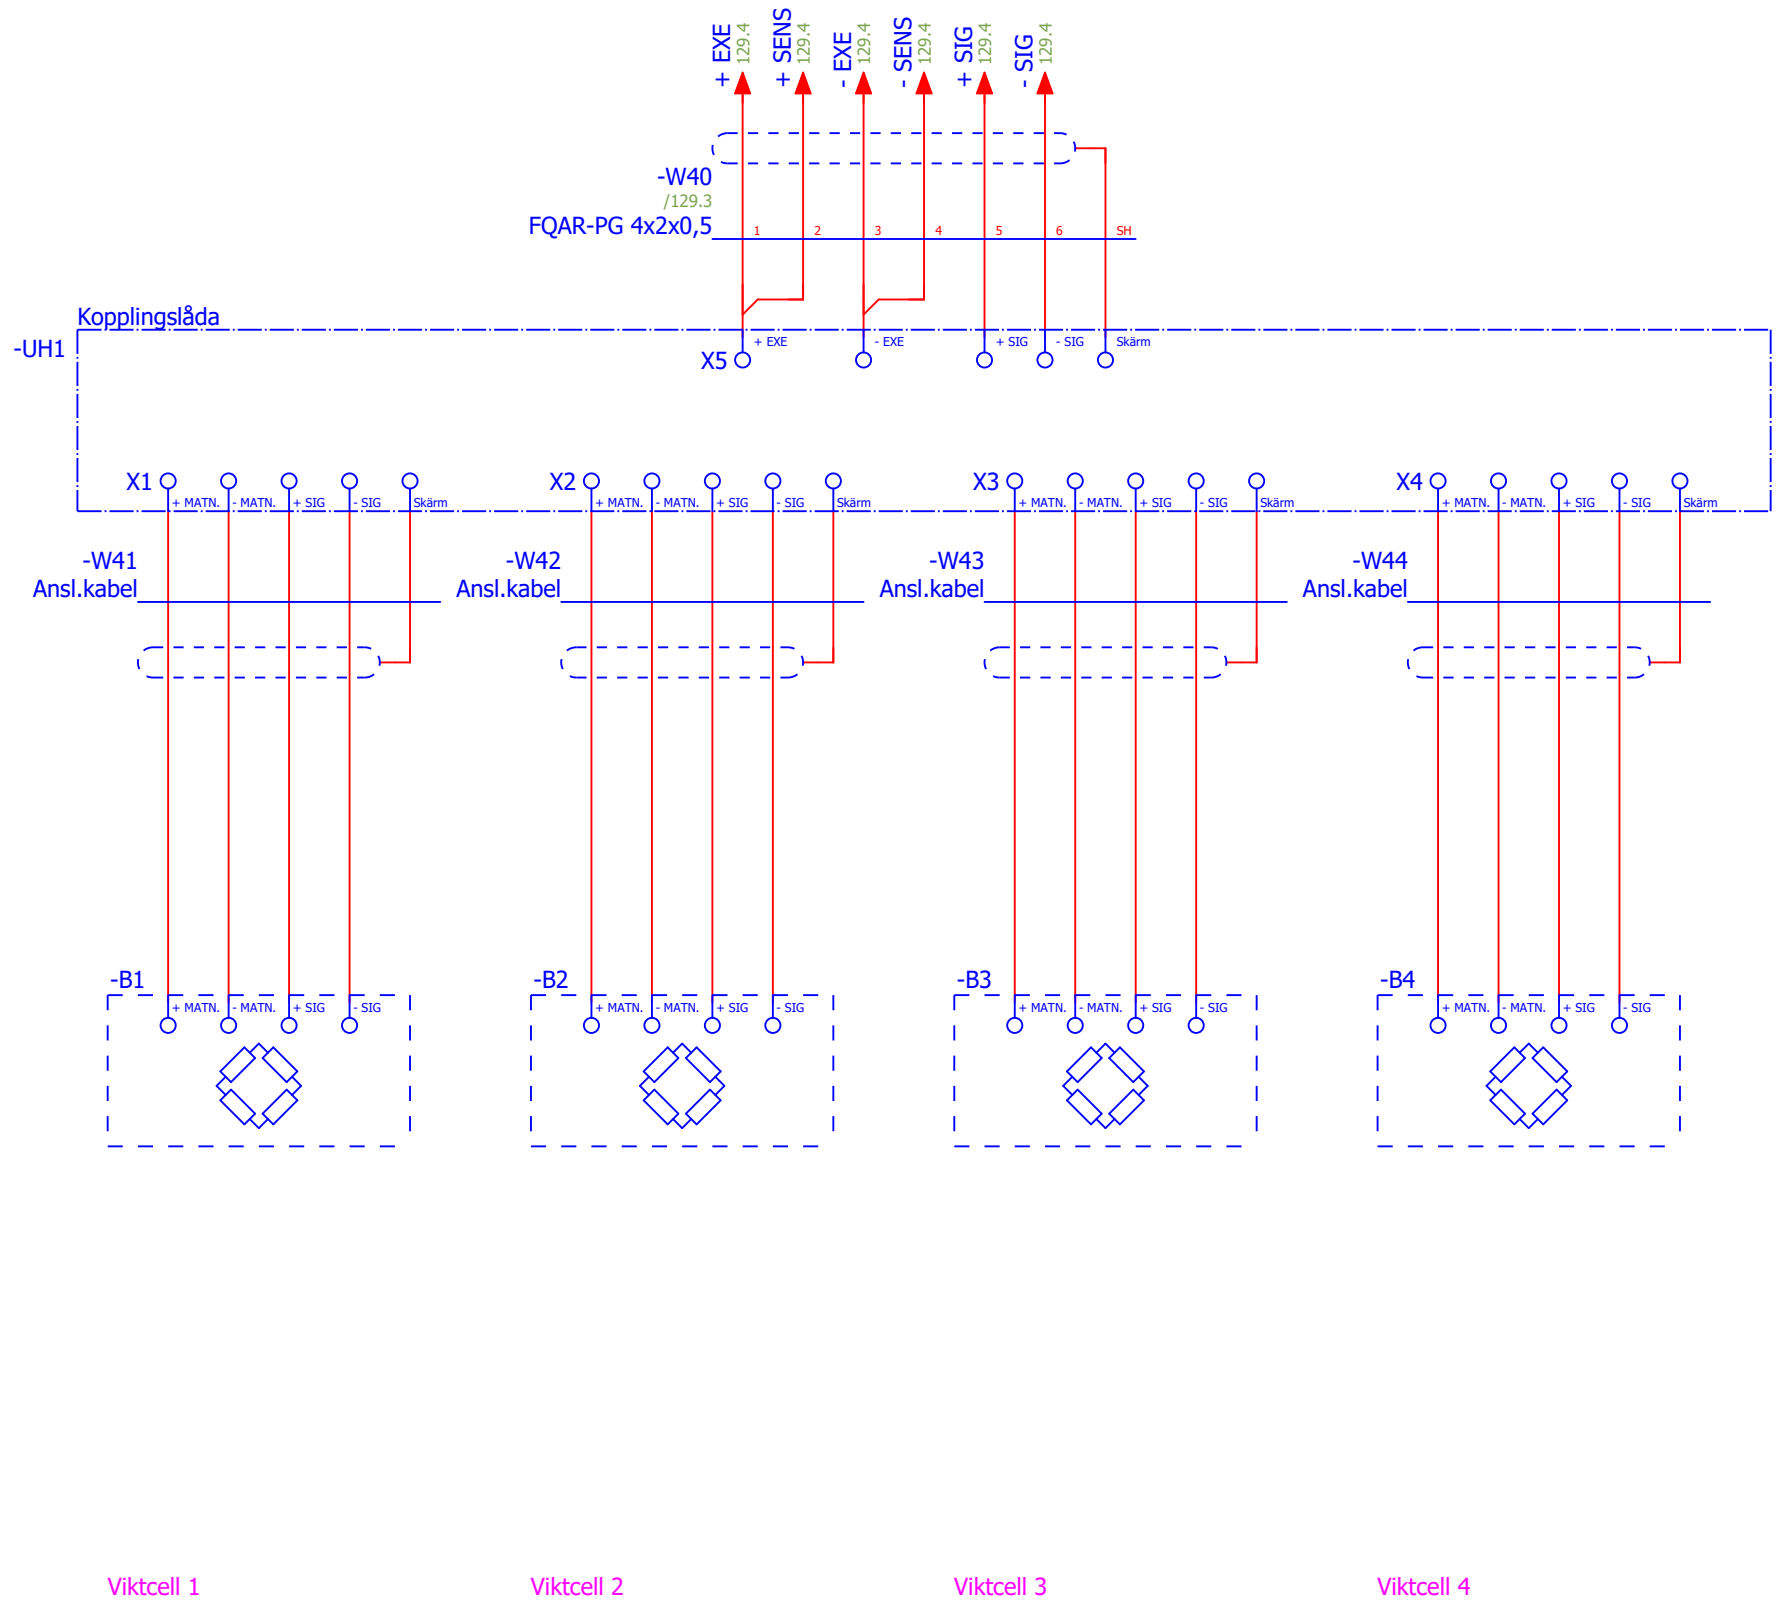 + EXE 129.4
+ SENS 129.4
- EXE 129.4
- SENS 129.4
+ SIG 129.4
- SIG 129.4
-W40
/129.3
FQAR-PG 4x2x0,5
1 2 3 4 5 6 SH
Kopplingslåda
-UH1
X5 + EXE - EXE + SIG - SIG Skärm
X1 X2 X3 X4
+ MATN. - MATN. + SIG - SIG Skärm + MATN. - MATN. + SIG - SIG Skärm + MATN. - MATN. + SIG - SIG Skärm + MATN. - MATN. + SIG - SIG Skärm
-W41 -W42 -W43 -W44
Ansl.kabel Ansl.kabel Ansl.kabel Ansl.kabel
-B1 -B2 -B3 -B4
+ MATN. - MATN. + SIG - SIG + MATN. - MATN. + SIG - SIG + MATN. - MATN. + SIG - SIG + MATN. - MATN. + SIG - SIG
Viktcell 1 Viktcell 2 Viktcell 3 Viktcell 4